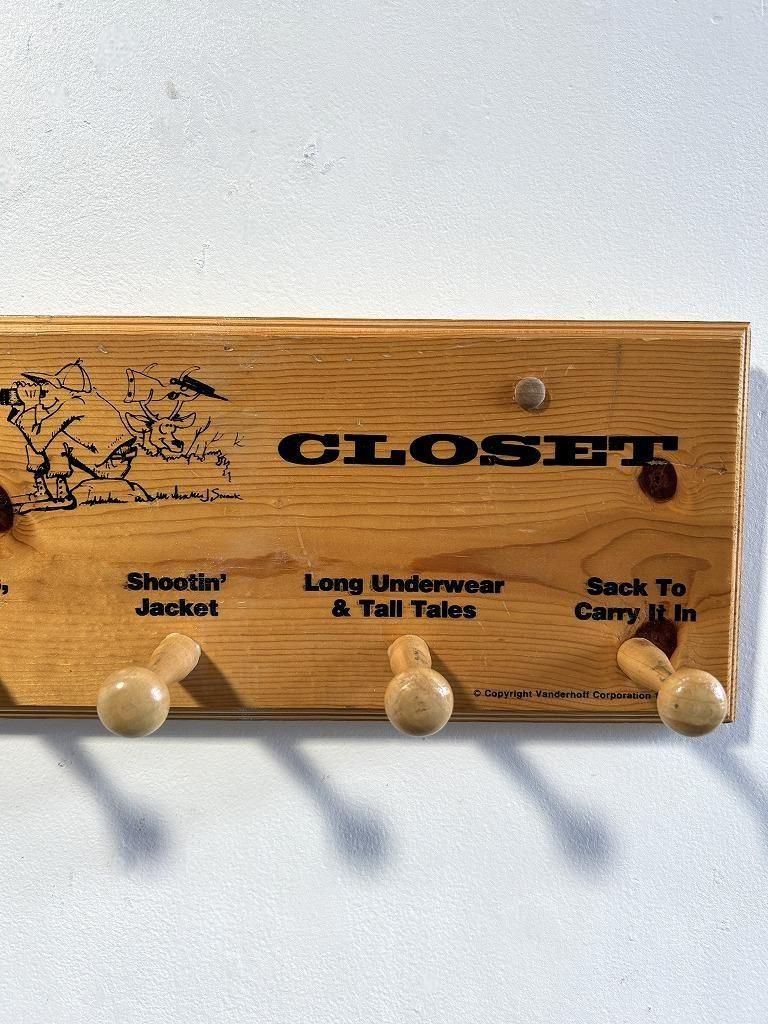 CLOSET
Shootin'
Jacket
Long Underwear
& Tall Tales
Sack To
Carry It In
© Copyright Vanderhoff Corporation